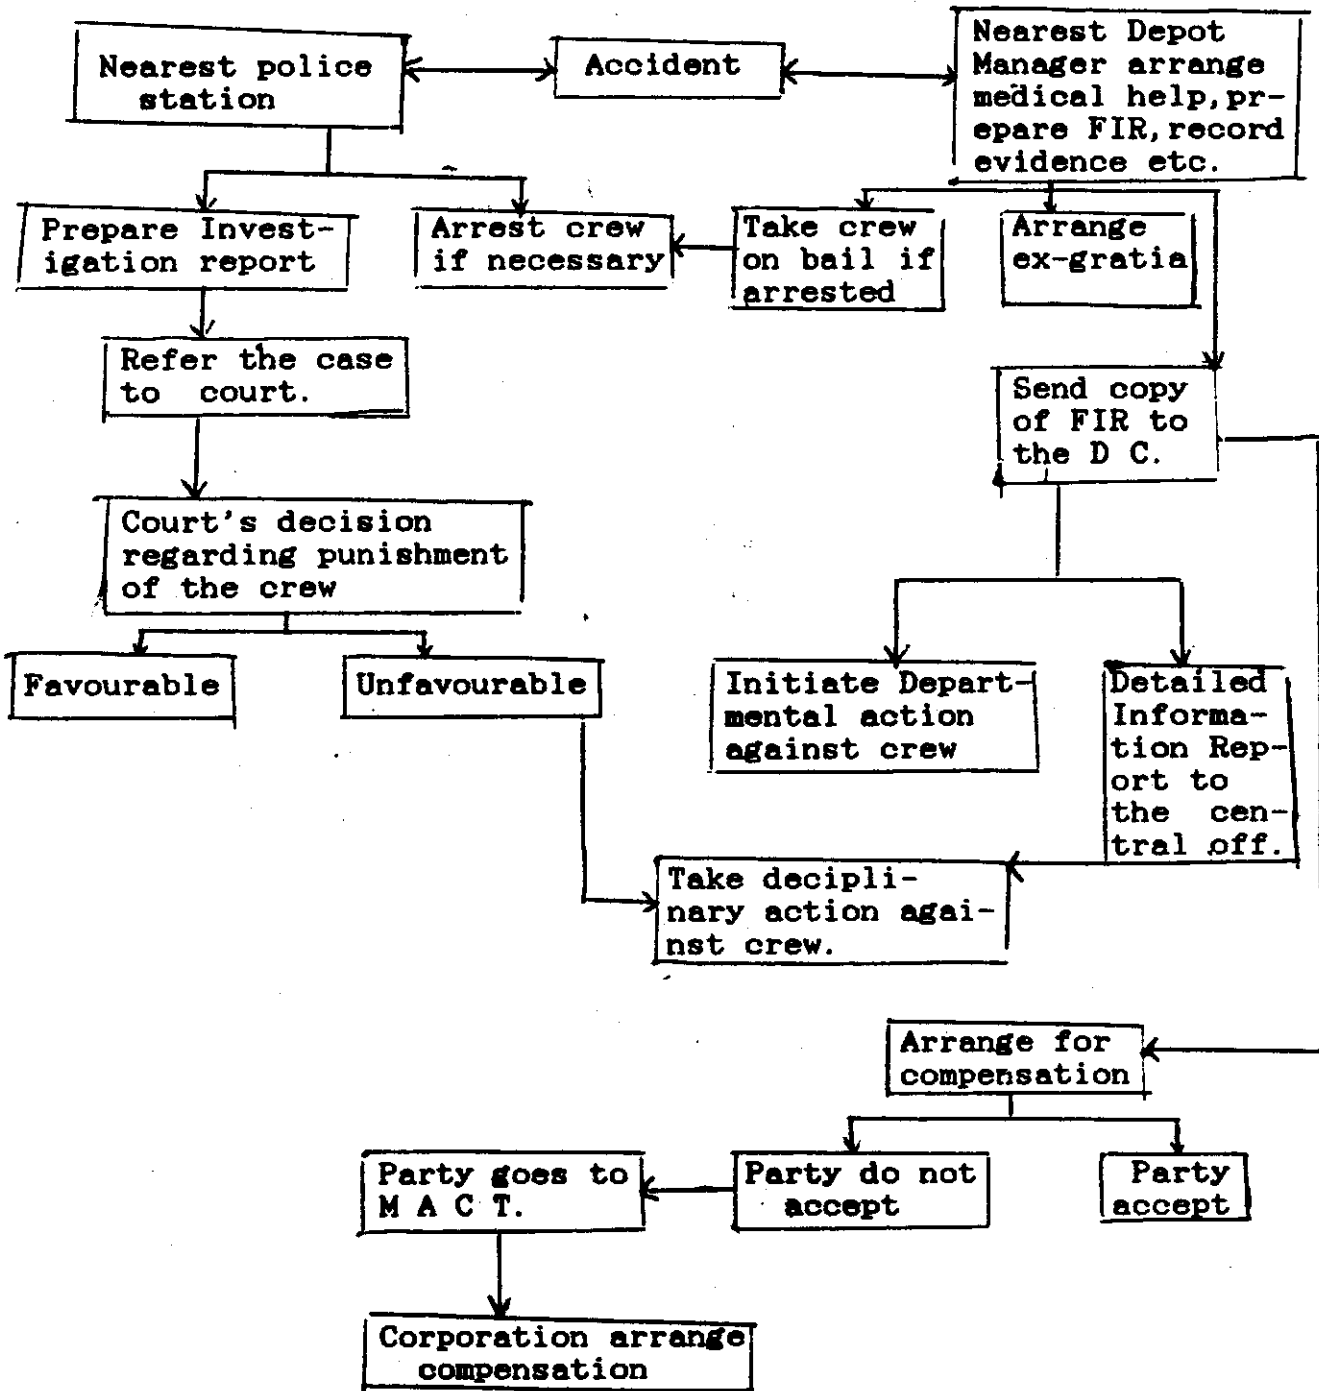 Nearest police
station
Accident
Nearest Depot
Manager arrange
medical help, pr-
epare FIR, record
evidence etc.
Prepare Invest-
igation report
Arrest crew
if necessary
Take crew
on bail if
arrested
Arrange
ex-gratia
Refer the case
to court.
Send copy
of FIR to
the D C.
Court's decision
regarding punishment
of the crew
Favourable
Unfavourable
Initiate Depart-
mental action
against crew
Detailed
Informa-
tion Rep-
ort to
the cen-
tral off.
Take decipli-
nary action agai-
nst crew.
Arrange for
compensation
Party goes to
M A C T.
Party do not
accept
Party
accept
Corporation arrange
compensation